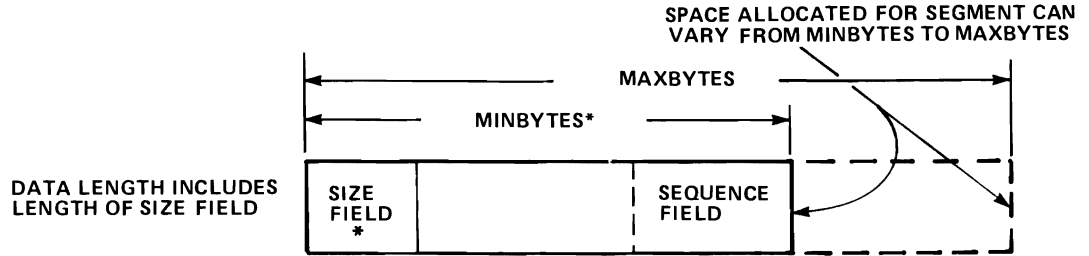 SPACE ALLOCATED FOR SEGMENT CAN
VARY FROM MINBYTES TO MAXBYTES
MAXBYTES
MINBYTES*
DATA LENGTH INCLUDES
LENGTH OF SIZE FIELD
SIZE
FIELD
*
SEQUENCE
FIELD